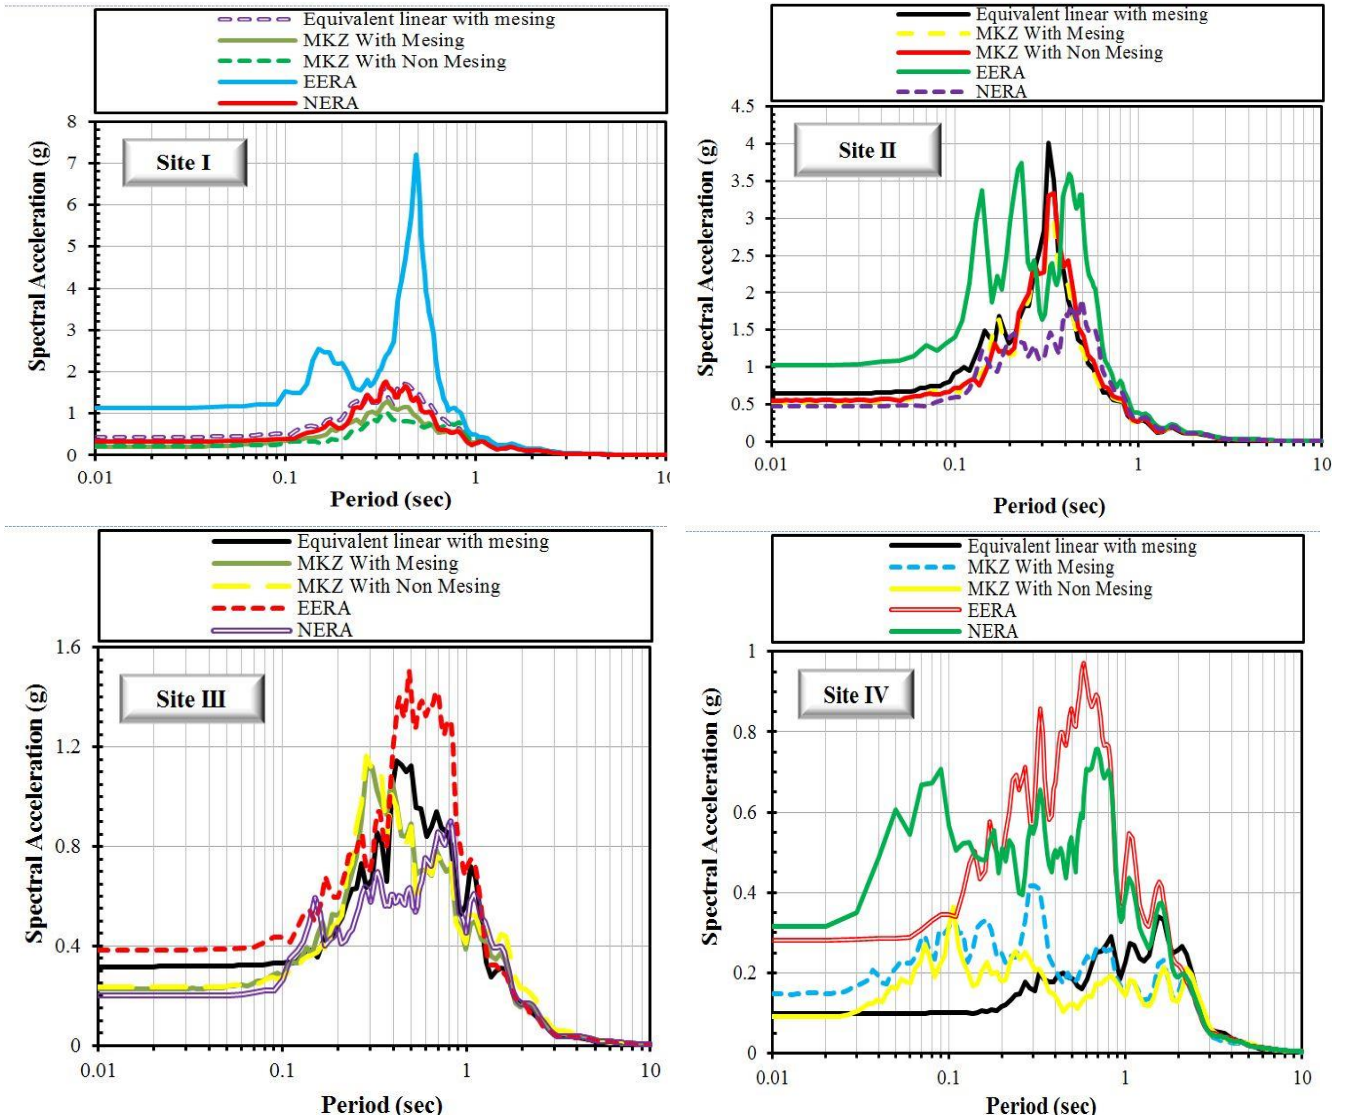 Equivalent linear with mesing
MKZ With Mesing
MKZ With Non Mesing
EERA
NERA
Site I
Spectral Acceleration (g)
8
7
6
5
4
3
2
1
0
0.01 0.1 1 10
Period (sec)
Equivalent linear with mesing
MKZ With Mesing
MKZ With Non Mesing
EERA
NERA
Site II
Spectral Acceleration (g)
4.5
4
3.5
3
2.5
2
1.5
1
0.5
0
0.01 0.1 1 10
Period (sec)
Equivalent linear with mesing
MKZ With Mesing
MKZ With Non Mesing
EERA
NERA
Site III
Spectral Acceleration (g)
1.6
1.2
0.8
0.4
0
0.01 0.1 1 10
Period (sec)
Equivalent linear with mesing
MKZ With Mesing
MKZ With Non Mesing
EERA
NERA
Site IV
Spectral Acceleration (g)
1
0.8
0.6
0.4
0.2
0
0.01 0.1 1 10
Period (sec)